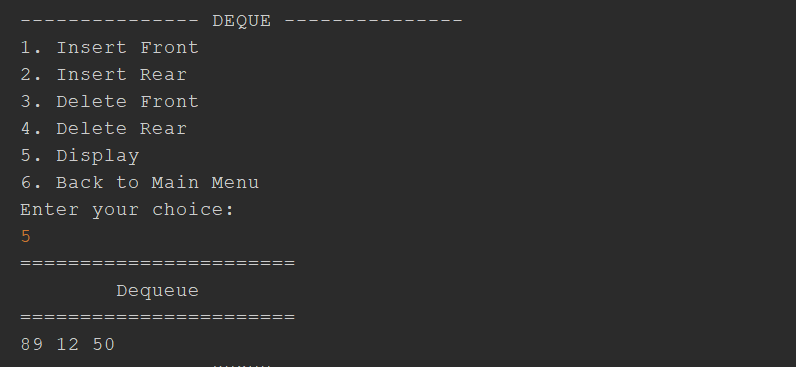 --------------- DEQUE ---------------
1. Insert Front
2. Insert Rear
3. Delete Front
4. Delete Rear
5. Display
6. Back to Main Menu
Enter your choice:
5
=======================
Dequeue
=======================
89 12 50